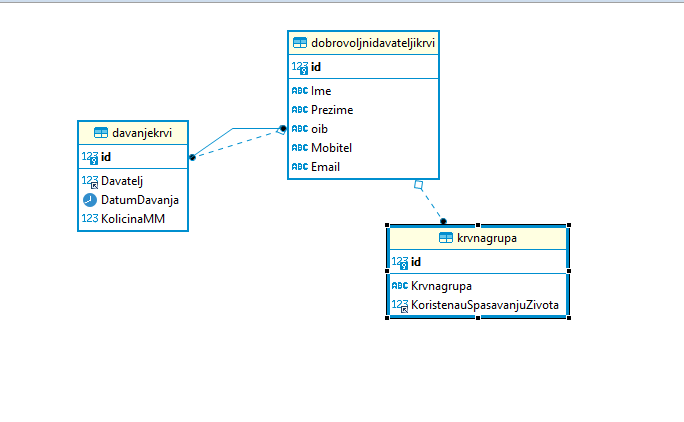 dobrovoljnidavateljikrvi
123 id
ABC Ime
ABC Prezime
ABC oib
ABC Mobitel
ABC Email
davanjekrvi
123 id
123 Davatelj
DatumDavanja
123 KolicinaMM
krvnagrupa
123 id
ABC Krvnagrupa
123 KoristenauSpasavanjuZivota